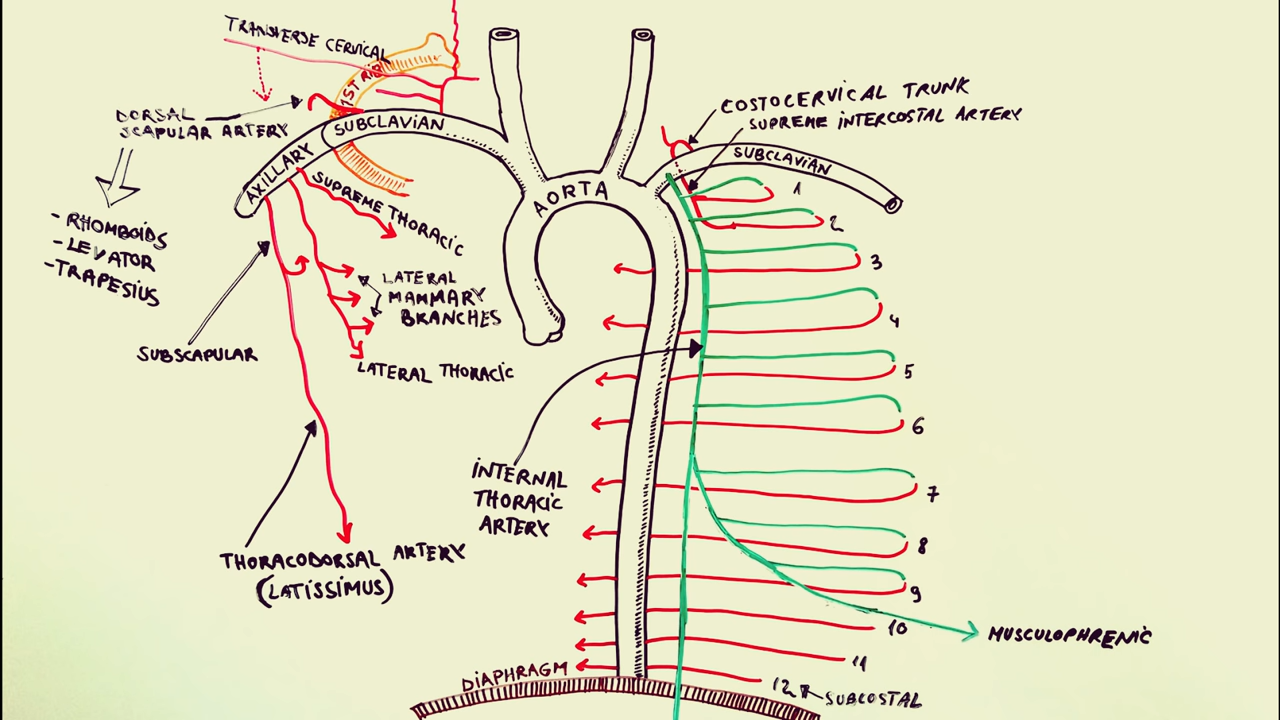 TRANSVERSE CERVICAL
1ST RIB
DORSAL
SCAPULAR ARTERY
- RHOMBOIDS
- LEVATOR
- TRAPESIUS
SUBCLAVIAN
AXILLARY
SUPREME THORACIC
LATERAL
MAMMARY
BRANCHES
LATERAL THORACIC
SUBSCAPULAR
THORACODORSAL ARTERY
(LATISSIMUS)
AORTA
COSTOCERVICAL TRUNK
SUPREME INTERCOSTAL ARTERY
SUBCLAVIAN
1
2
3
4
5
6
7
8
9
10
11
12
SUBCOSTAL
INTERNAL
THORACIC
ARTERY
MUSCULOPHRENIC
DIAPHRAGM